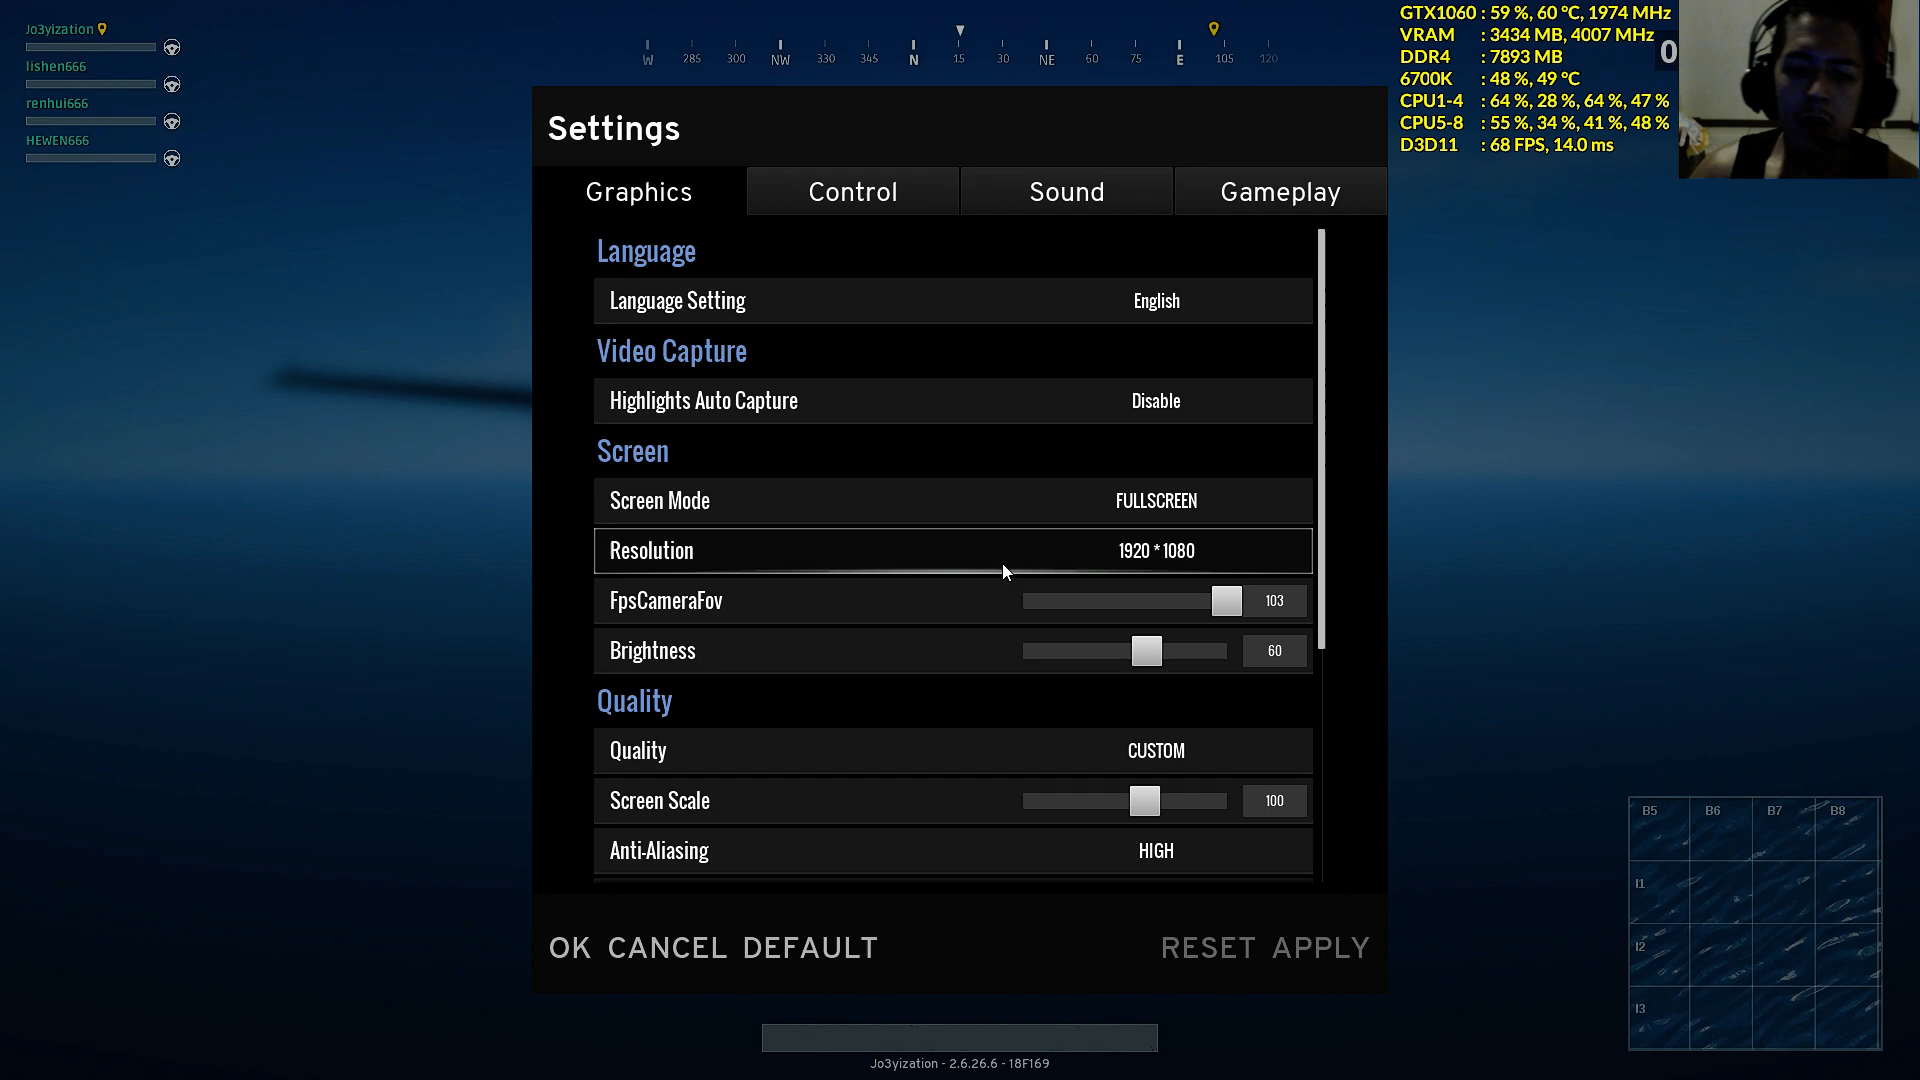 Jo3yization
lishen666
renhui666
HEWEN666
W 285 300 NW 330 345 N 15 30 NE 60 75 E 105 120
GTX1060 : 59 %, 60 °C, 1974 MHz
VRAM : 3434 MB, 4007 MHz
DDR4 : 7893 MB
6700K : 48 %, 49 °C
CPU1-4 : 64 %, 28 %, 64 %, 47 %
CPU5-8 : 55 %, 34 %, 41 %, 48 %
D3D11 : 68 FPS, 14.0 ms
0
Settings
Graphics Control Sound Gameplay
Language
Language Setting English
Video Capture
Highlights Auto Capture Disable
Screen
Screen Mode FULLSCREEN
Resolution 1920 * 1080
FpsCameraFov 103
Brightness 60
Quality
Quality CUSTOM
Screen Scale 100
Anti-Aliasing HIGH
OK CANCEL DEFAULT RESET APPLY
B5 B6 B7 B8
I1
I2
I3
Jo3yization - 2.6.26.6 - 18F169